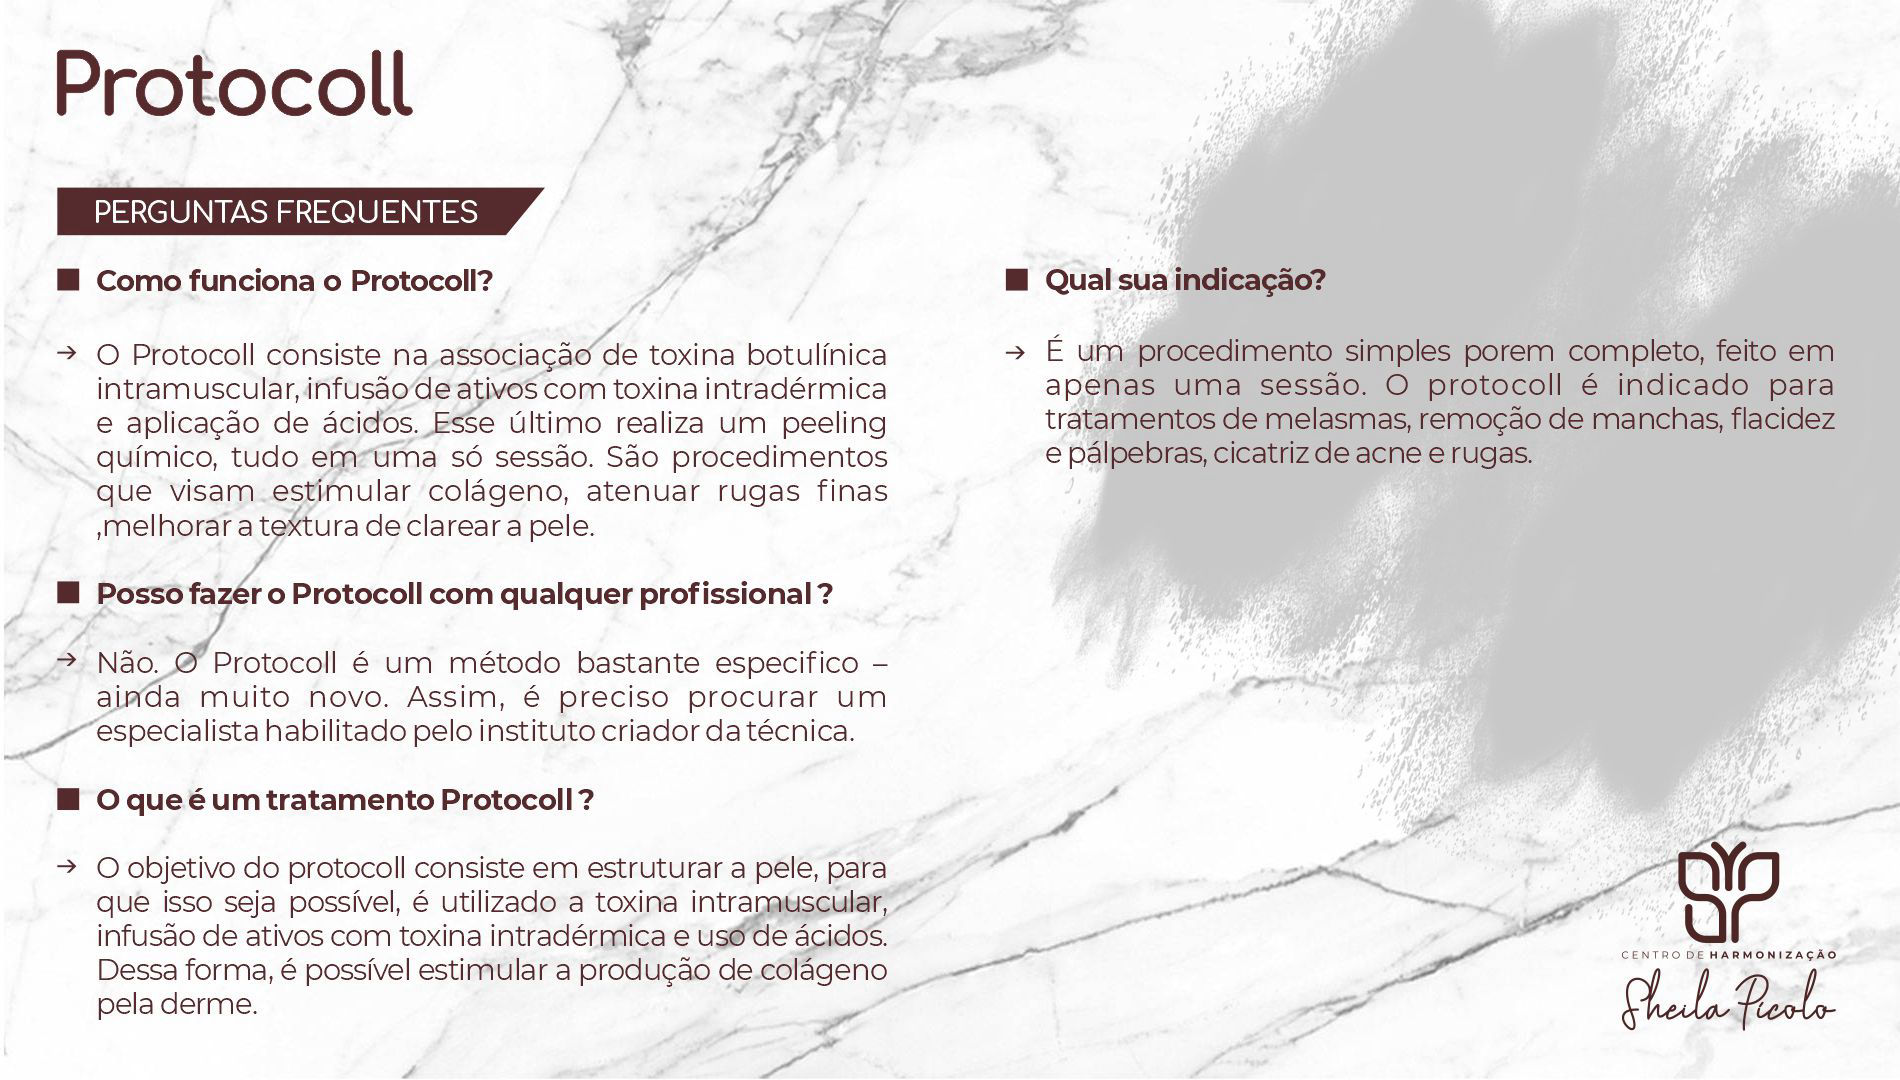 Protocoll
PERGUNTAS FREQUENTES
Como funciona o Protocoll?
O Protocoll consiste na associação de toxina botulínica
intramuscular, infusão de ativos com toxina intradérmica
e aplicação de ácidos. Esse último realiza um peeling
químico, tudo em uma só sessão. São procedimentos
que visam estimular colágeno, atenuar rugas finas
,melhorar a textura de clarear a pele.
Posso fazer o Protocoll com qualquer profissional ?
Não. O Protocoll é um método bastante especifico –
ainda muito novo. Assim, é preciso procurar um
especialista habilitado pelo instituto criador da técnica.
O que é um tratamento Protocoll ?
O objetivo do protocoll consiste em estruturar a pele, para
que isso seja possível, é utilizado a toxina intramuscular,
infusão de ativos com toxina intradérmica e uso de ácidos.
Dessa forma, é possível estimular a produção de colágeno
pela derme.
Qual sua indicação?
É um procedimento simples porem completo, feito em
apenas uma sessão. O protocoll é indicado para
tratamentos de melasmas, remoção de manchas, flacidez
e pálpebras, cicatriz de acne e rugas.
CENTRO DE HARMONIZAÇÃO
Sheila Picolo